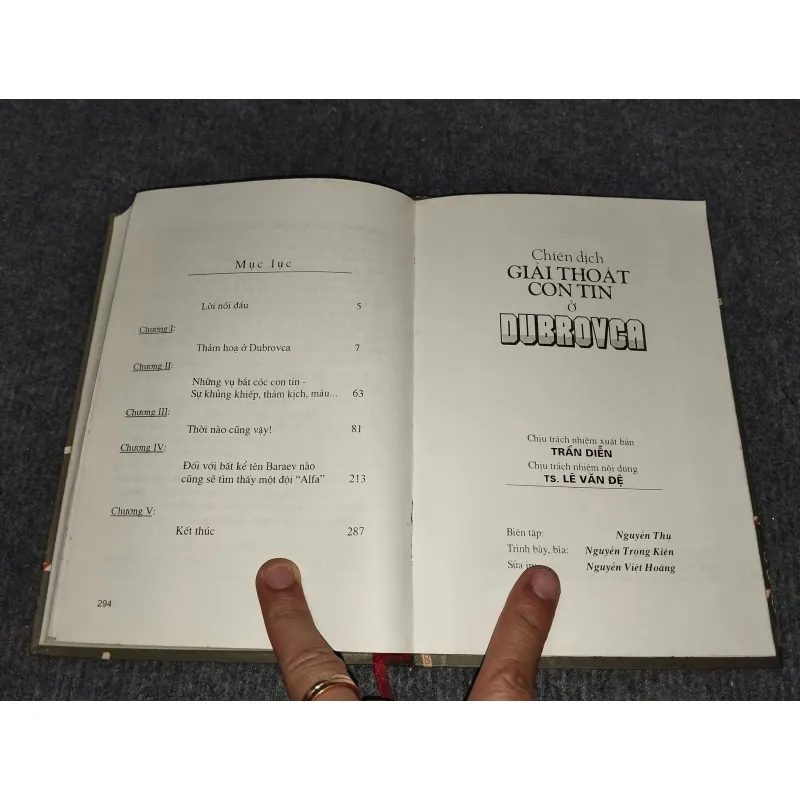 Mục lục
Lời nói đầu 5
Chương I:
Thảm hoạ ở Dubrovca 7
Chương II:
Những vụ bắt cóc con tin -
Sự khủng khiếp, thảm kịch, máu... 63
Chương III:
Thời nào cũng vậy! 81
Chương IV:
Đối với bất kể tên Baraev nào
cũng sẽ tìm thấy một đội “Alfa” 213
Chương V:
Kết thúc 287
294
Chiến dịch
GIẢI THOÁT
CON TIN
Ở
DUBROVCA
Chịu trách nhiệm xuất bản
TRẦN DIỄN
Chịu trách nhiệm nội dung
TS. LÊ VĂN ĐỆ
Biên tập: Nguyễn Thụ
Trình bày, bìa: Nguyễn Trọng Kiên
Sửa Nguyễn Việt Hoàng